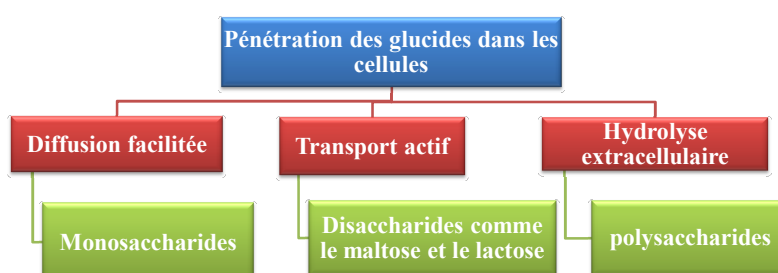 Pénétration des glucides dans les
cellules
Diffusion facilitée
Transport actif
Hydrolyse
extracellulaire
Monosaccharides
Disaccharides comme
le maltose et le lactose
polysaccharides